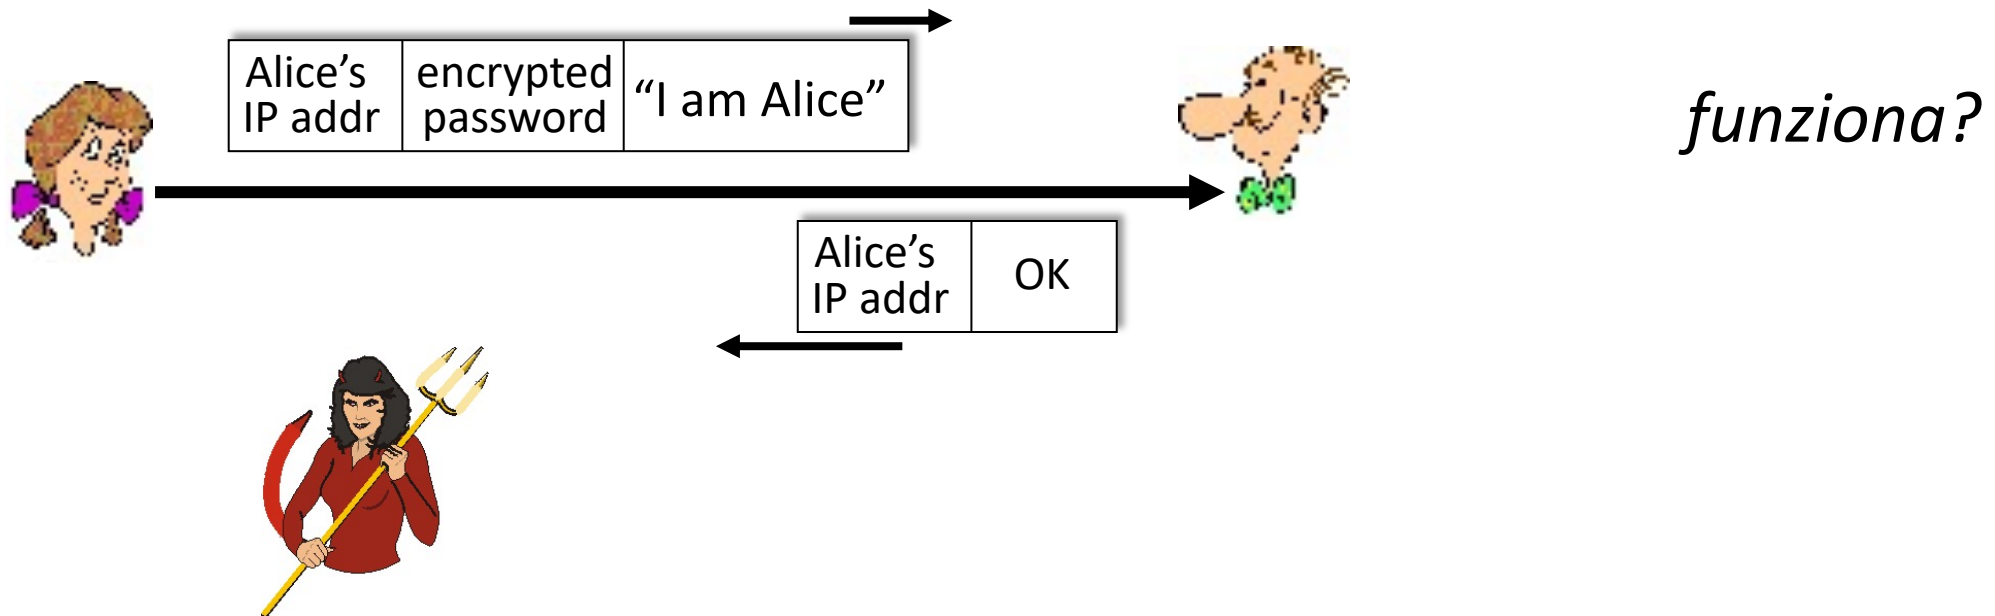 Alice’s
IP addr
encrypted
password
“I am Alice”
funziona?
Alice’s
IP addr
OK